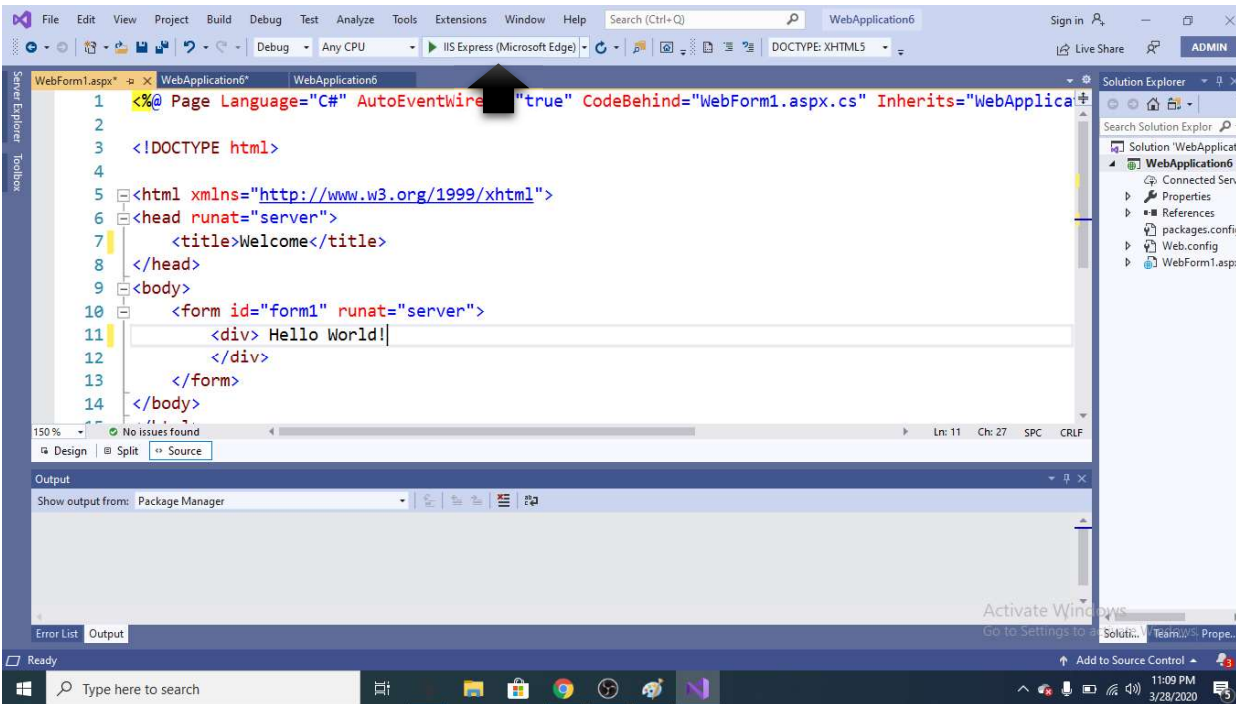 File Edit View Project Build Debug Test Analyze Tools Extensions Window Help Search (Ctrl+Q) WebApplication6 Sign in
Debug Any CPU IIS Express (Microsoft Edge) DOCTYPE: XHTML5 Live Share ADMIN
Server Explorer
Toolbox
WebForm1.aspx* WebApplication6* WebApplication6
1 <%@ Page Language="C#" AutoEventWire "true" CodeBehind="WebForm1.aspx.cs" Inherits="WebApplica
2
3 <!DOCTYPE html>
4
5 <html xmlns="http://www.w3.org/1999/xhtml">
6 <head runat="server">
7 <title>Welcome</title>
8 </head>
9 <body>
10 <form id="form1" runat="server">
11 <div> Hello World!
12 </div>
13 </form>
14 </body>
150 % No issues found Ln: 11 Ch: 27 SPC CRLF
Design Split Source
Output
Show output from: Package Manager
Error List Output
Solution Explorer
Search Solution Explor
Solution 'WebApplicat
WebApplication6
Connected Serv
Properties
References
packages.config
Web.config
WebForm1.asp
Activate Windows
Go to Settings to activate Windows.
Soluti... Team... Prope...
Ready Add to Source Control 3
Type here to search 11:09 PM
3/28/2020 5